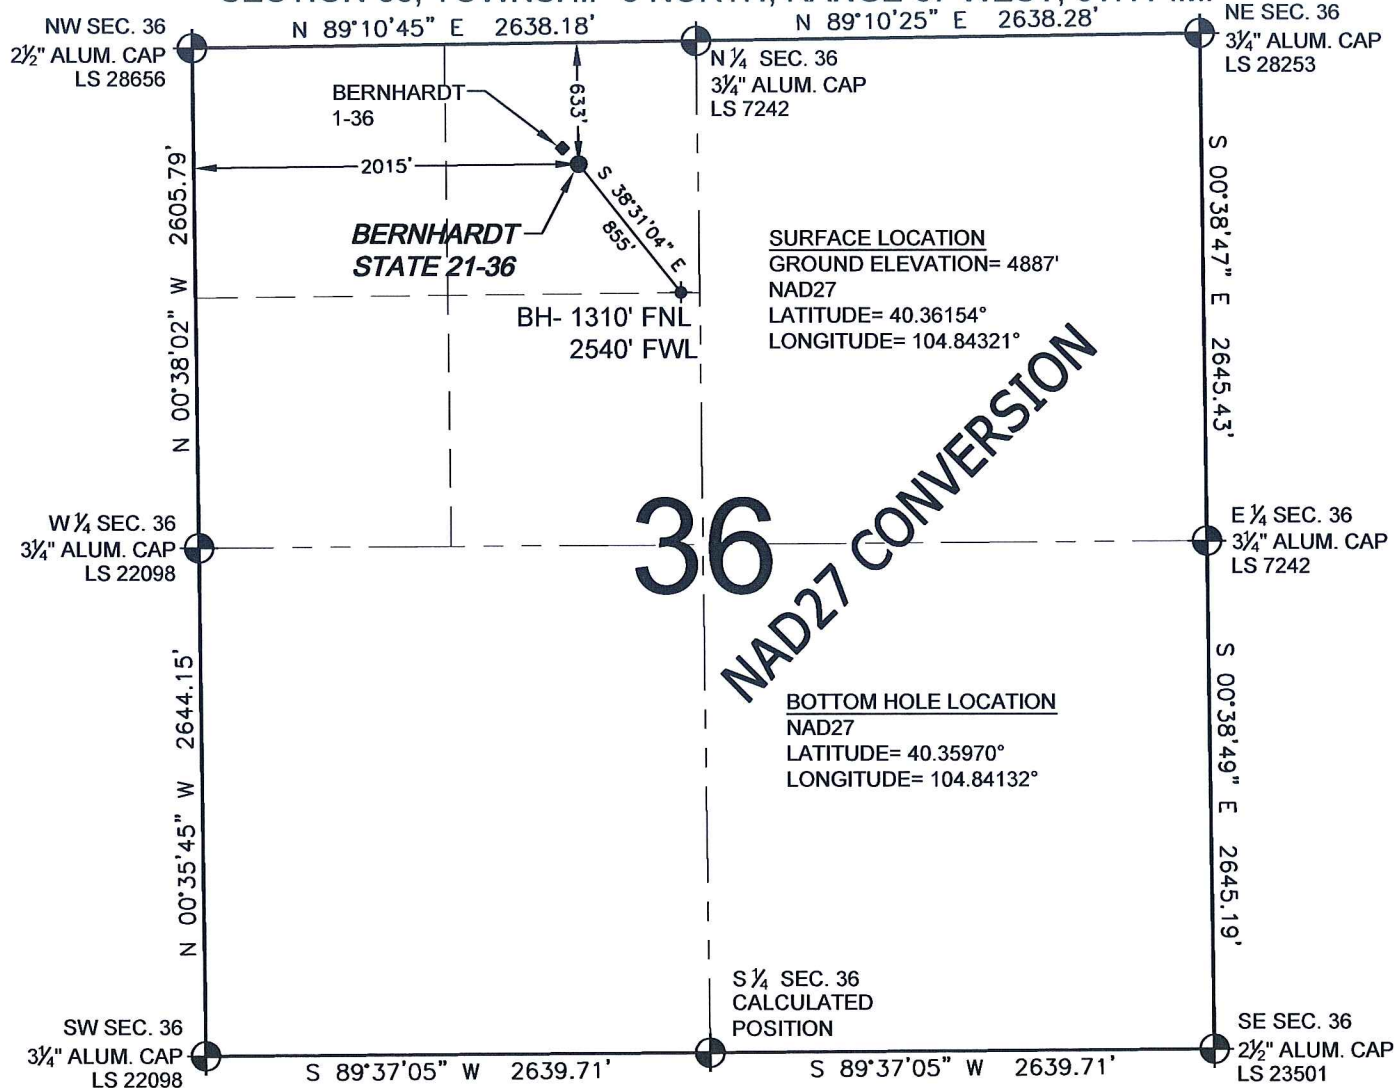 N 89°10'45" E 2638.18'
N 89°10'25" E 2638.28'
NW SEC. 36
2½" ALUM. CAP
LS 28656
N ¼ SEC. 36
3¼" ALUM. CAP
LS 7242
NE SEC. 36
3¼" ALUM. CAP
LS 28253
BERNHARDT
1-36
633'
2015'
S 38°31'04" E
855'
BERNHARDT
STATE 21-36
BH- 1310' FNL
2540' FWL
N 00°38'02" W 2605.79'
S 00°38'47" E 2645.43'
SURFACE LOCATION
GROUND ELEVATION= 4887'
NAD27
LATITUDE= 40.36154°
LONGITUDE= 104.84321°
NAD27 CONVERSION
36
W ¼ SEC. 36
3¼" ALUM. CAP
LS 22098
E ¼ SEC. 36
3¼" ALUM. CAP
LS 7242
N 00°35'45" W 2644.15'
S 00°38'49" E 2645.19'
BOTTOM HOLE LOCATION
NAD27
LATITUDE= 40.35970°
LONGITUDE= 104.84132°
S ¼ SEC. 36
CALCULATED
POSITION
SW SEC. 36
3¼" ALUM. CAP
LS 22098
SE SEC. 36
2½" ALUM. CAP
LS 23501
S 89°37'05" W 2639.71'
S 89°37'05" W 2639.71'